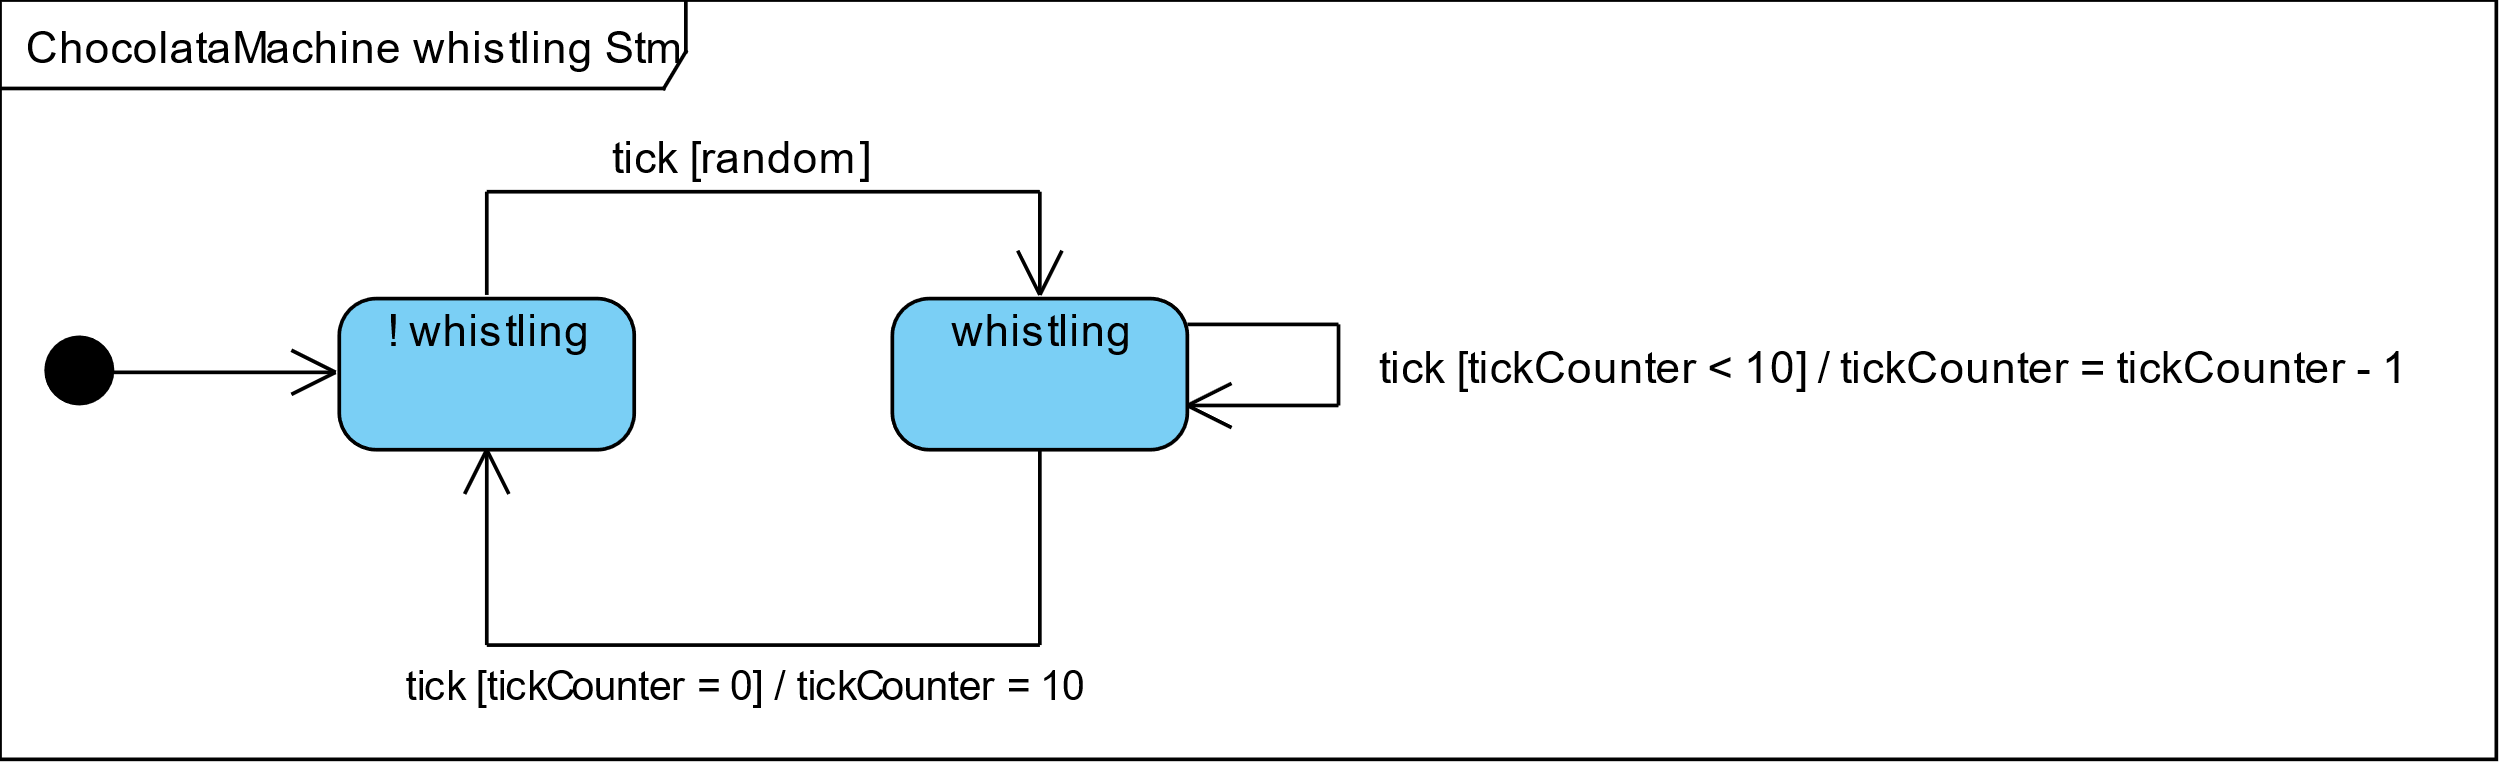 ChocolataMachine whistling Stm
tick [random]
! whistling
whistling
tick [tickCounter < 10] / tickCounter = tickCounter - 1
tick [tickCounter = 0] / tickCounter = 10